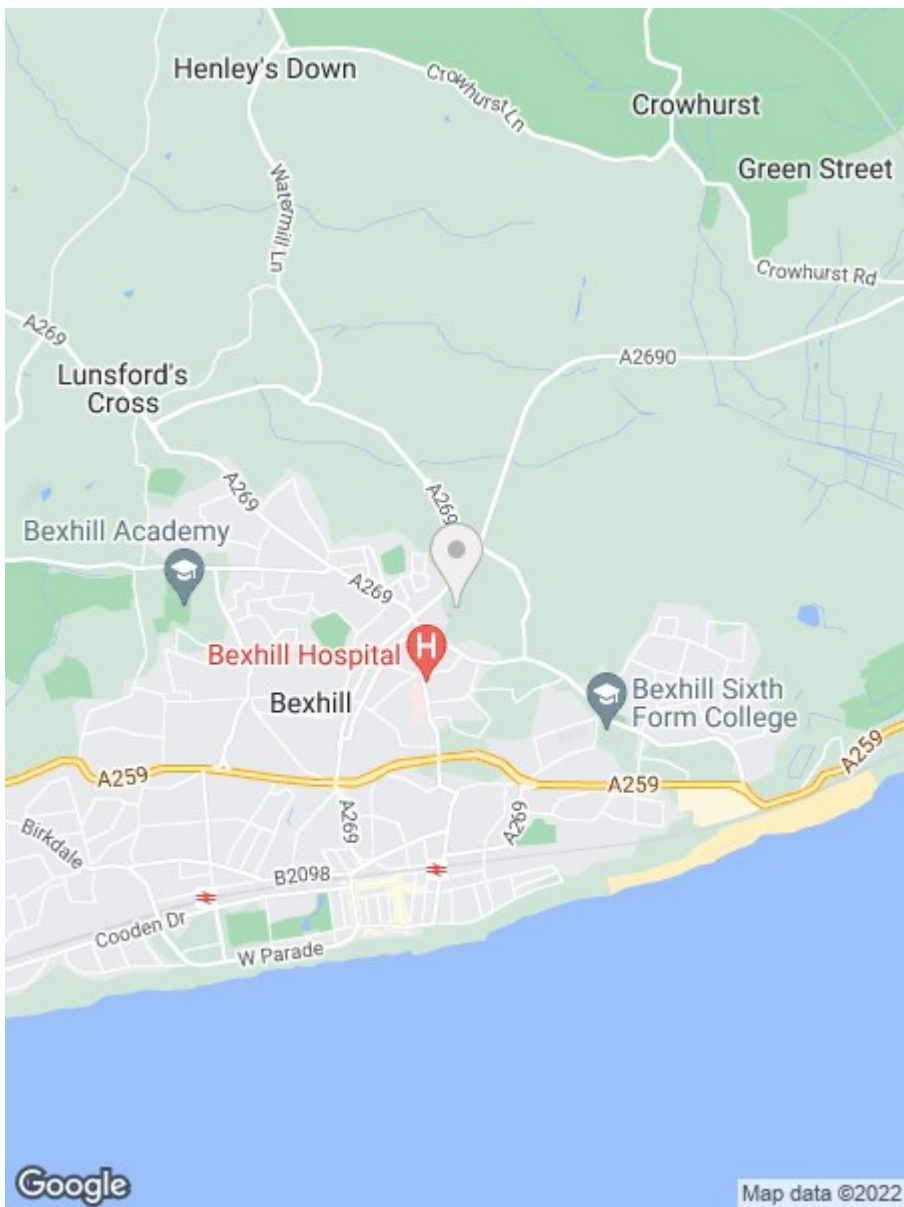 Henley's Down
Crowhurst Ln
Crowhurst
Green Street
Watermill Ln
Crowhurst Rd
A269
A2690
Lunsford's
Cross
A269
A269
Bexhill Academy
A269
Bexhill Hospital
H
Bexhill
Bexhill Sixth
Form College
A259
A259
A259
A269
A269
Birkdale
B2098
Cooden Dr
W Parade
Google
Map data ©2022